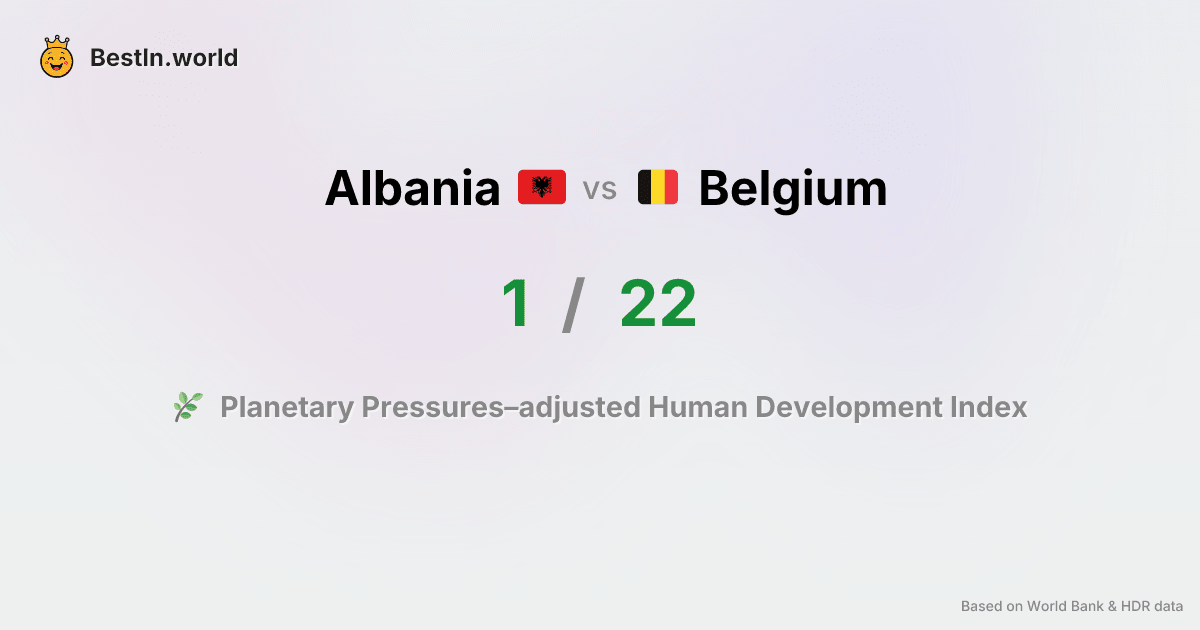 BestIn.world
Albania vs Belgium
1 / 22
Planetary Pressures–adjusted Human Development Index
Based on World Bank & HDR data